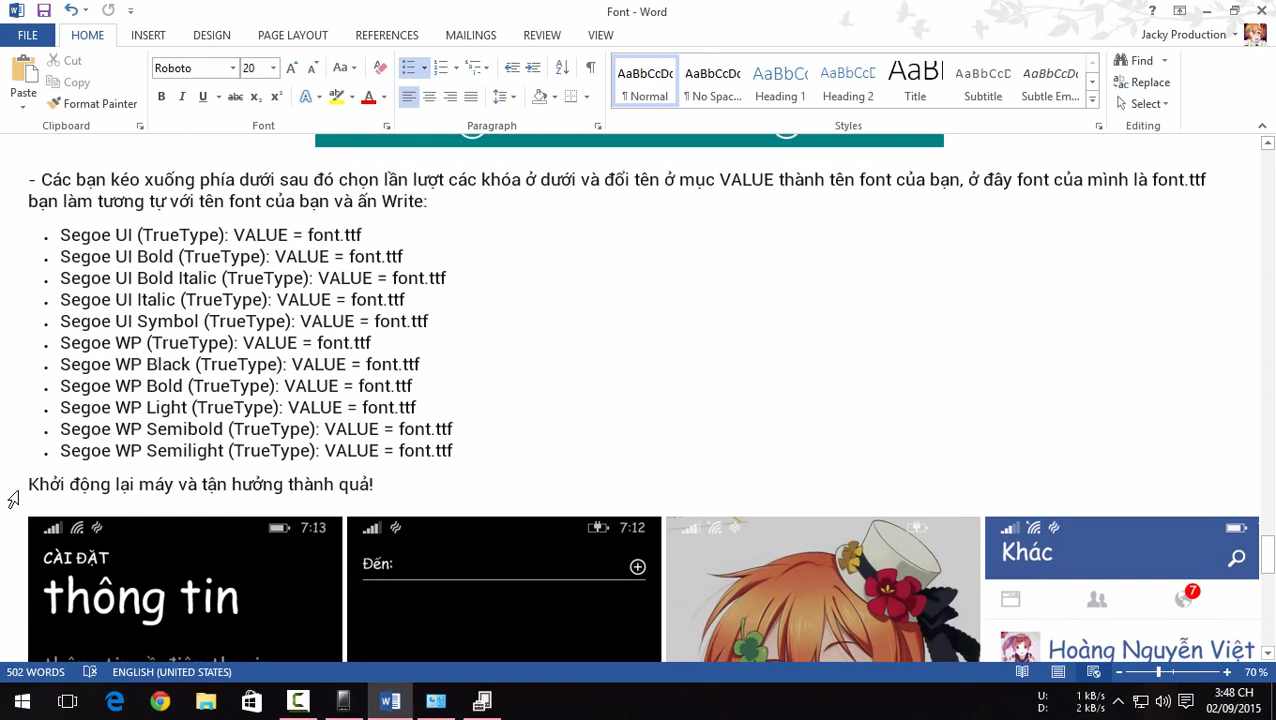 Font - Word
FILE HOME INSERT DESIGN PAGE LAYOUT REFERENCES MAILINGS REVIEW VIEW Jacky Production
Paste Cut Copy Format Painter
Roboto 20
AaBbCcDc AaBbCcDc AaBbCc AaBbCcD AaBl AaBbCcD AaBbCcDc
¶ Normal ¶ No Spac... Heading 1 Heading 2 Title Subtitle Subtle Em...
Find Replace Select
Clipboard Font Paragraph Styles Editing
- Các bạn kéo xuống phía dưới sau đó chọn lần lượt các khóa ở dưới và đổi tên ở mục VALUE thành tên font của bạn, ở đây font của mình là font.ttf
bạn làm tương tự với tên font của bạn và ấn Write:
• Segoe UI (TrueType): VALUE = font.ttf
• Segoe UI Bold (TrueType): VALUE = font.ttf
• Segoe UI Bold Italic (TrueType): VALUE = font.ttf
• Segoe UI Italic (TrueType): VALUE = font.ttf
• Segoe UI Symbol (TrueType): VALUE = font.ttf
• Segoe WP (TrueType): VALUE = font.ttf
• Segoe WP Black (TrueType): VALUE = font.ttf
• Segoe WP Bold (TrueType): VALUE = font.ttf
• Segoe WP Light (TrueType): VALUE = font.ttf
• Segoe WP Semibold (TrueType): VALUE = font.ttf
• Segoe WP Semilight (TrueType): VALUE = font.ttf
Khởi động lại máy và tận hưởng thành quả!
7:13
CÀI ĐẶT
thông tin
7:12
Đến:
Khác
7
Hoàng Nguyễn Việt
502 WORDS ENGLISH (UNITED STATES) 70 %
U: 1 kB/s
D: 2 kB/s
3:48 CH
02/09/2015